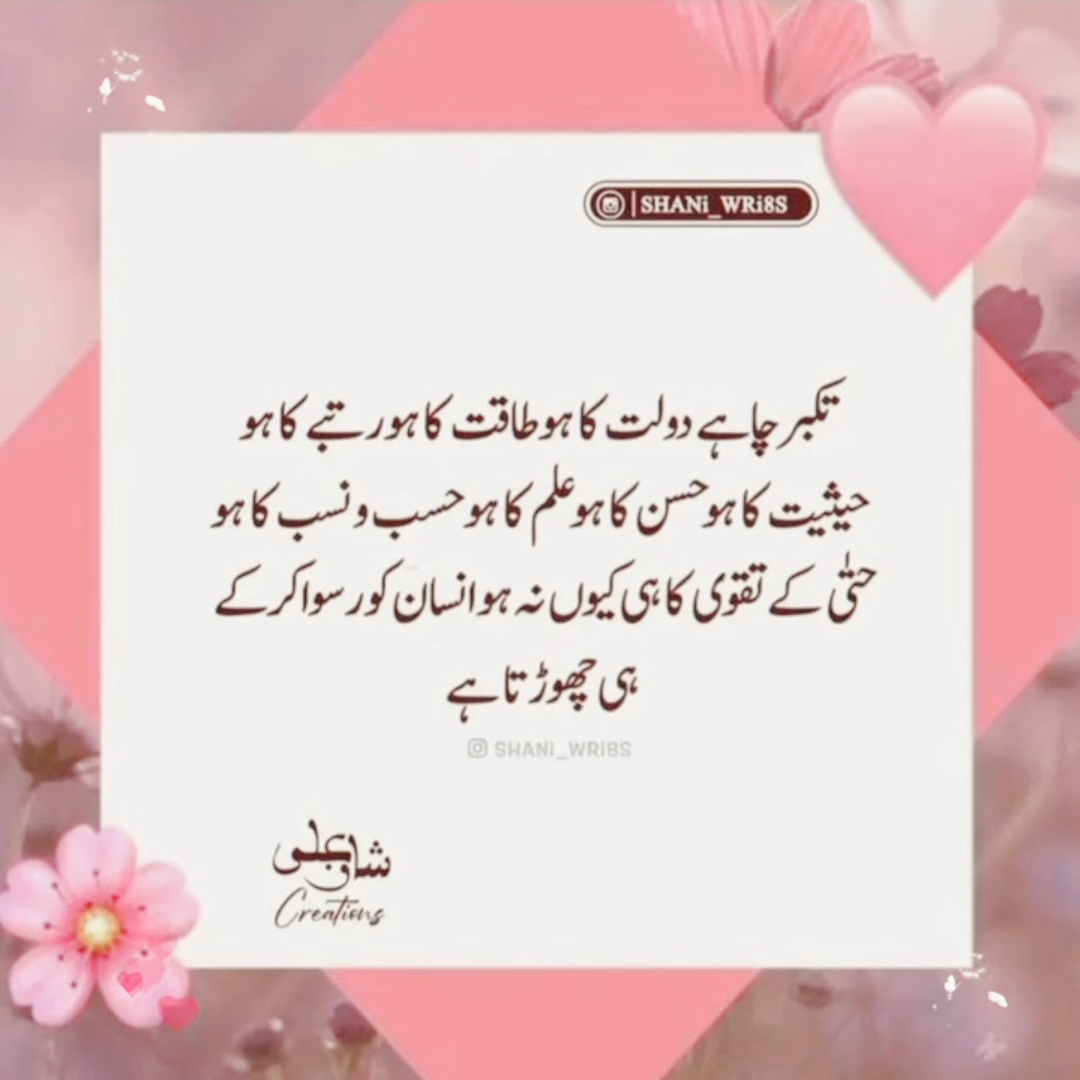 SHANi_WRi8S
تکبر چاہے دولت کا ہو طاقت کا ہو رتبے کا ہو
حیثیت کا ہو حسن کا ہو علم کا ہو حسب و نسب کا ہو
حتیٰ کے تقوی کا ہی کیوں نہ ہو انسان کو رسوا کر کے
ہی چھوڑتا ہے
SHANi_WRi8S
Creations